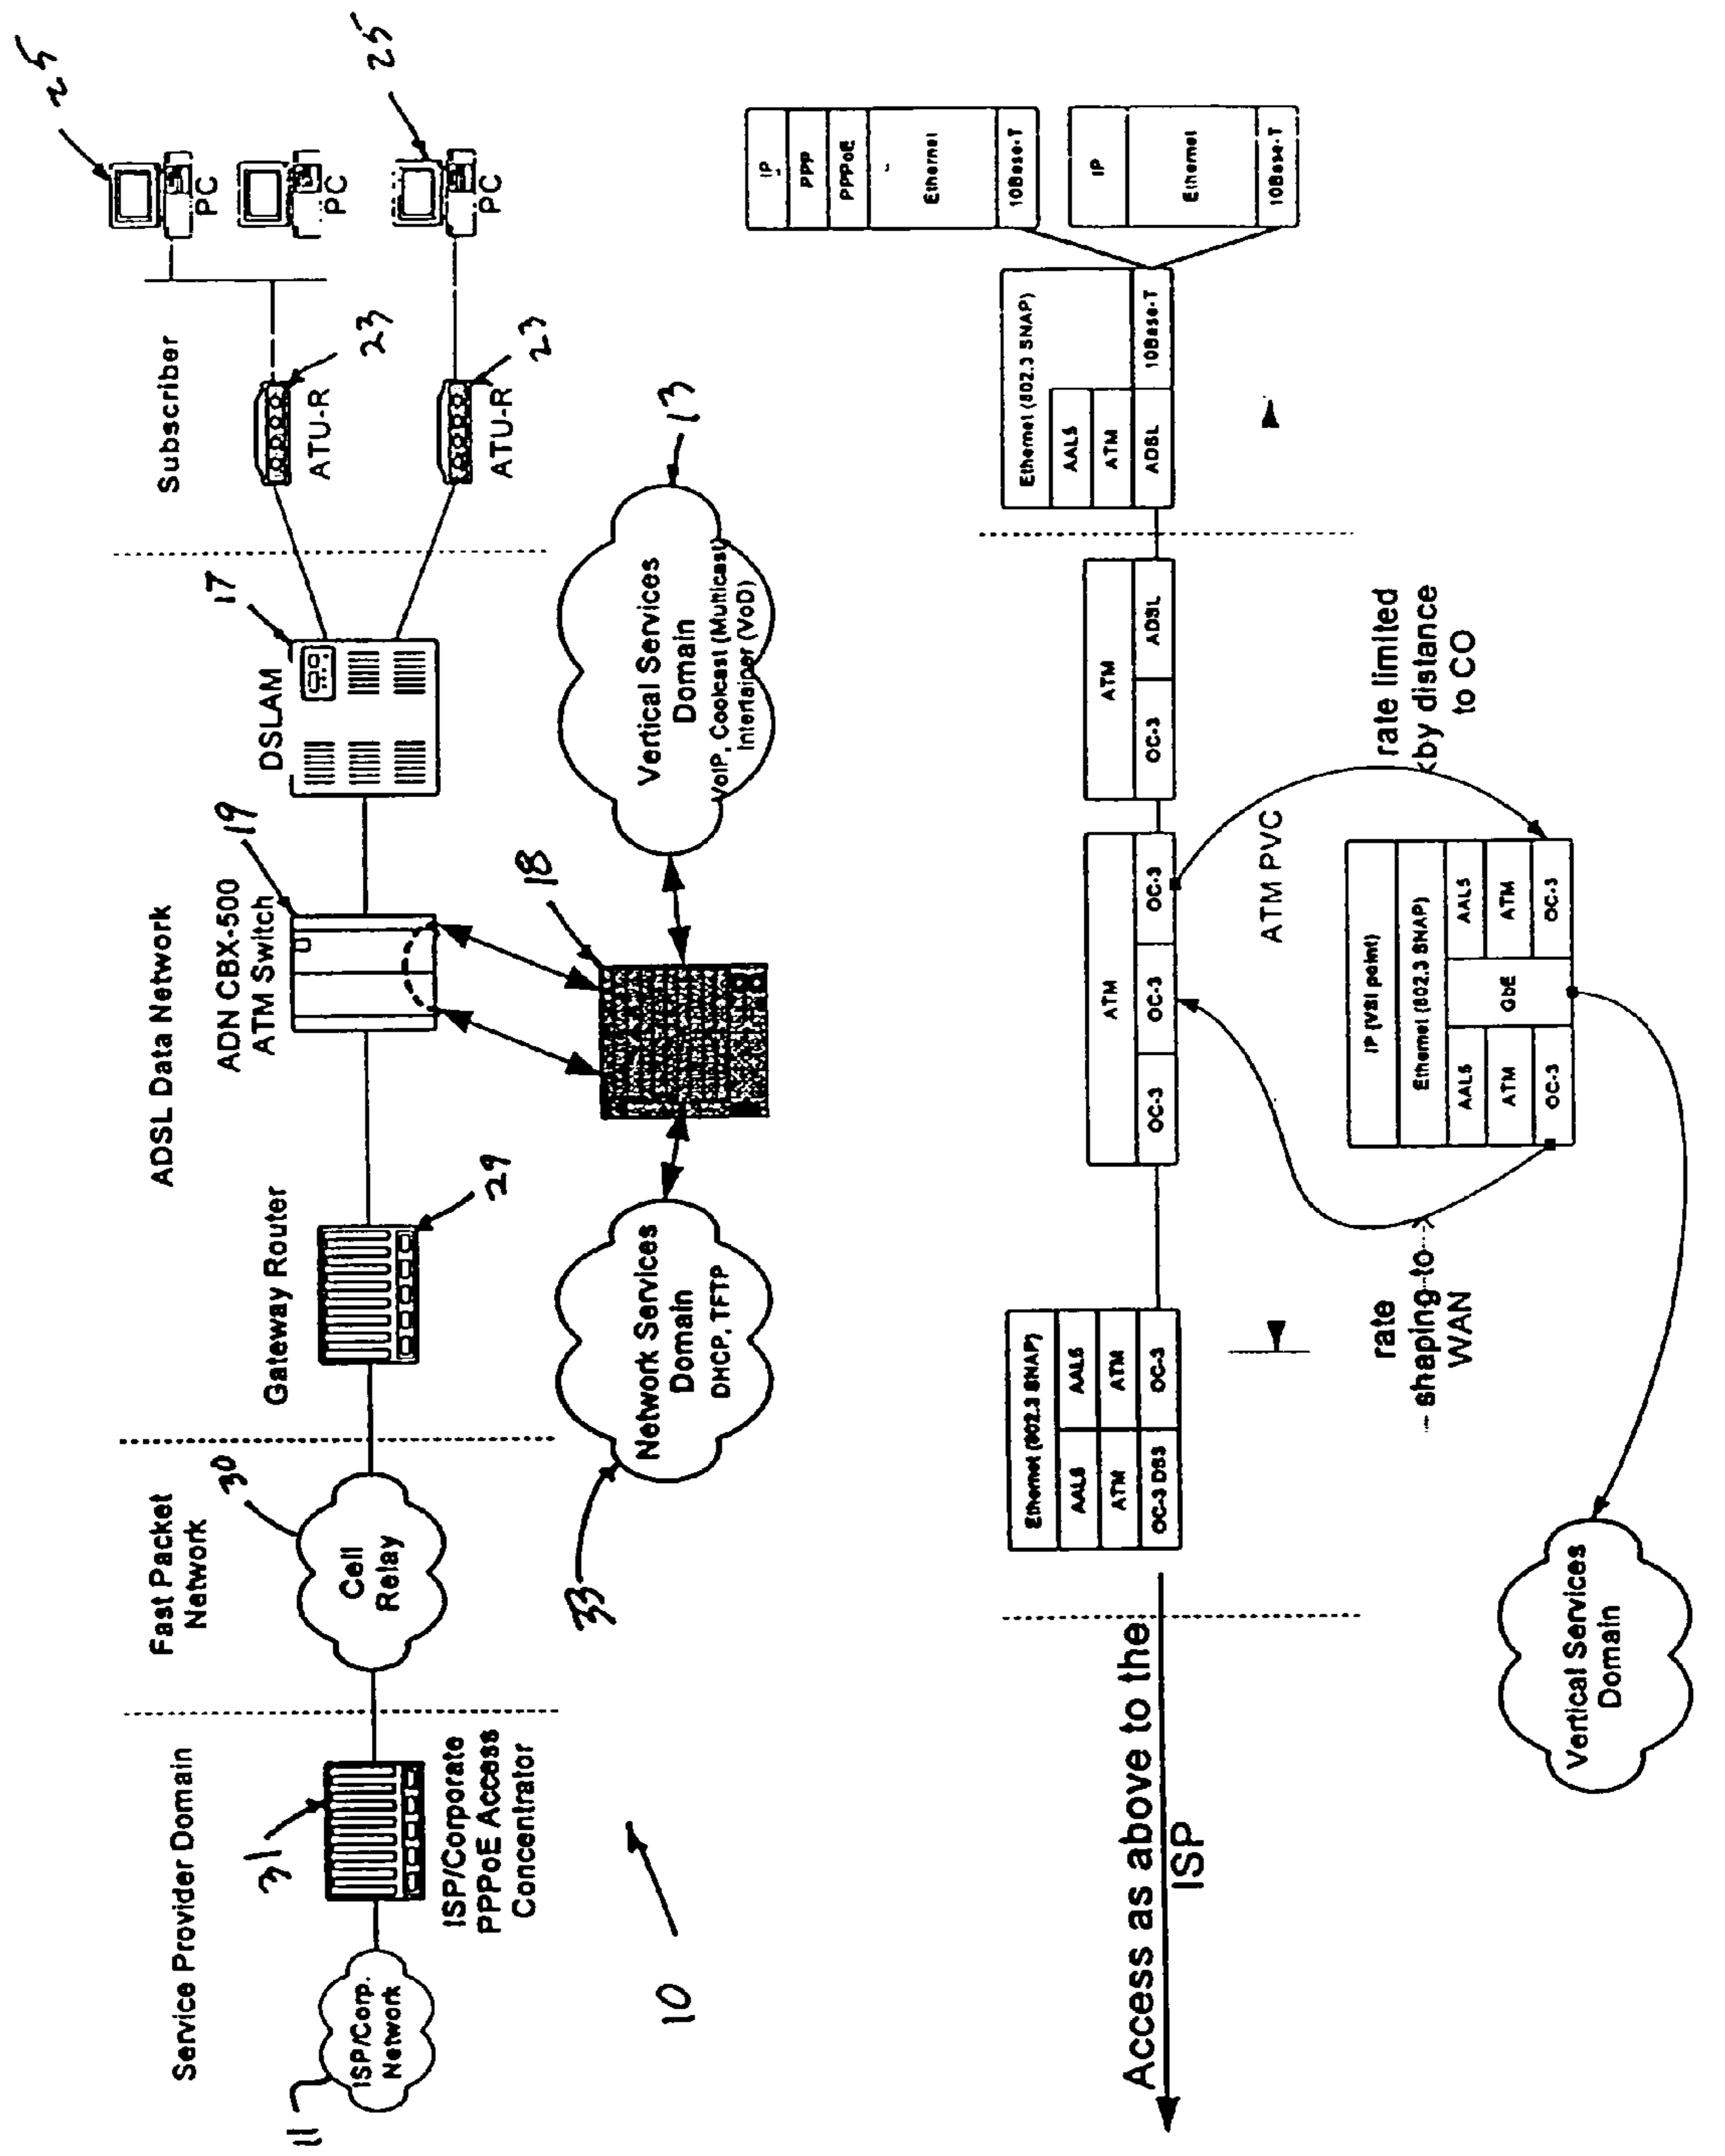 Service Provider Domain
Fast Packet
Network
ADSL Data Network
Subscriber
11
ISP/Corp.
Network
31
ISP/Corporate
PPPoE Access
Concentrator
30
Cell
Relay
Gateway Router
29
ADN CBX-500
ATM Switch
19
DSLAM
17
ATU-R
23
ATU-R
23
PC
25
PC
PC
25
10
33
Network Services
Domain
DHCP, TFTP
18
Vertical Services
Domain
VoIP, Coolcast (Multicast)
Intertainer (VoD)
13
Access as above to the
ISP
Ethernet (802.3 SNAP)
AAL5
AAL5
ATM
ATM
OC-3 DS3
OC-3
ATM
OC-3
OC-3
OC-3
ATM
OC-3
ADSL
Ethernet (802.3 SNAP)
AAL5
ATM
ADSL
10Base-T
IP
PPP
PPPoE
Ethernet
10Base-T
IP
Ethernet
10Base-T
rate
shaping to
WAN
ATM PVC
rate limited
by distance
to CO
IP (VSI point)
Ethernet (802.3 SNAP)
AAL5
GbE
AAL5
ATM
ATM
OC-3
OC-3
Vertical Services
Domain